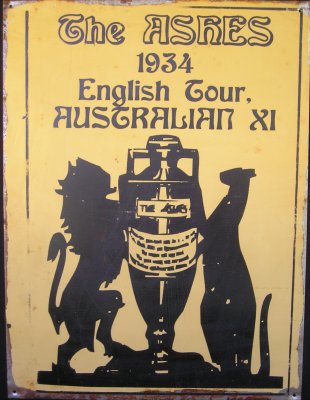 The ASHES
1934
English Tour,
AUSTRALIAN XI
THE ASHES